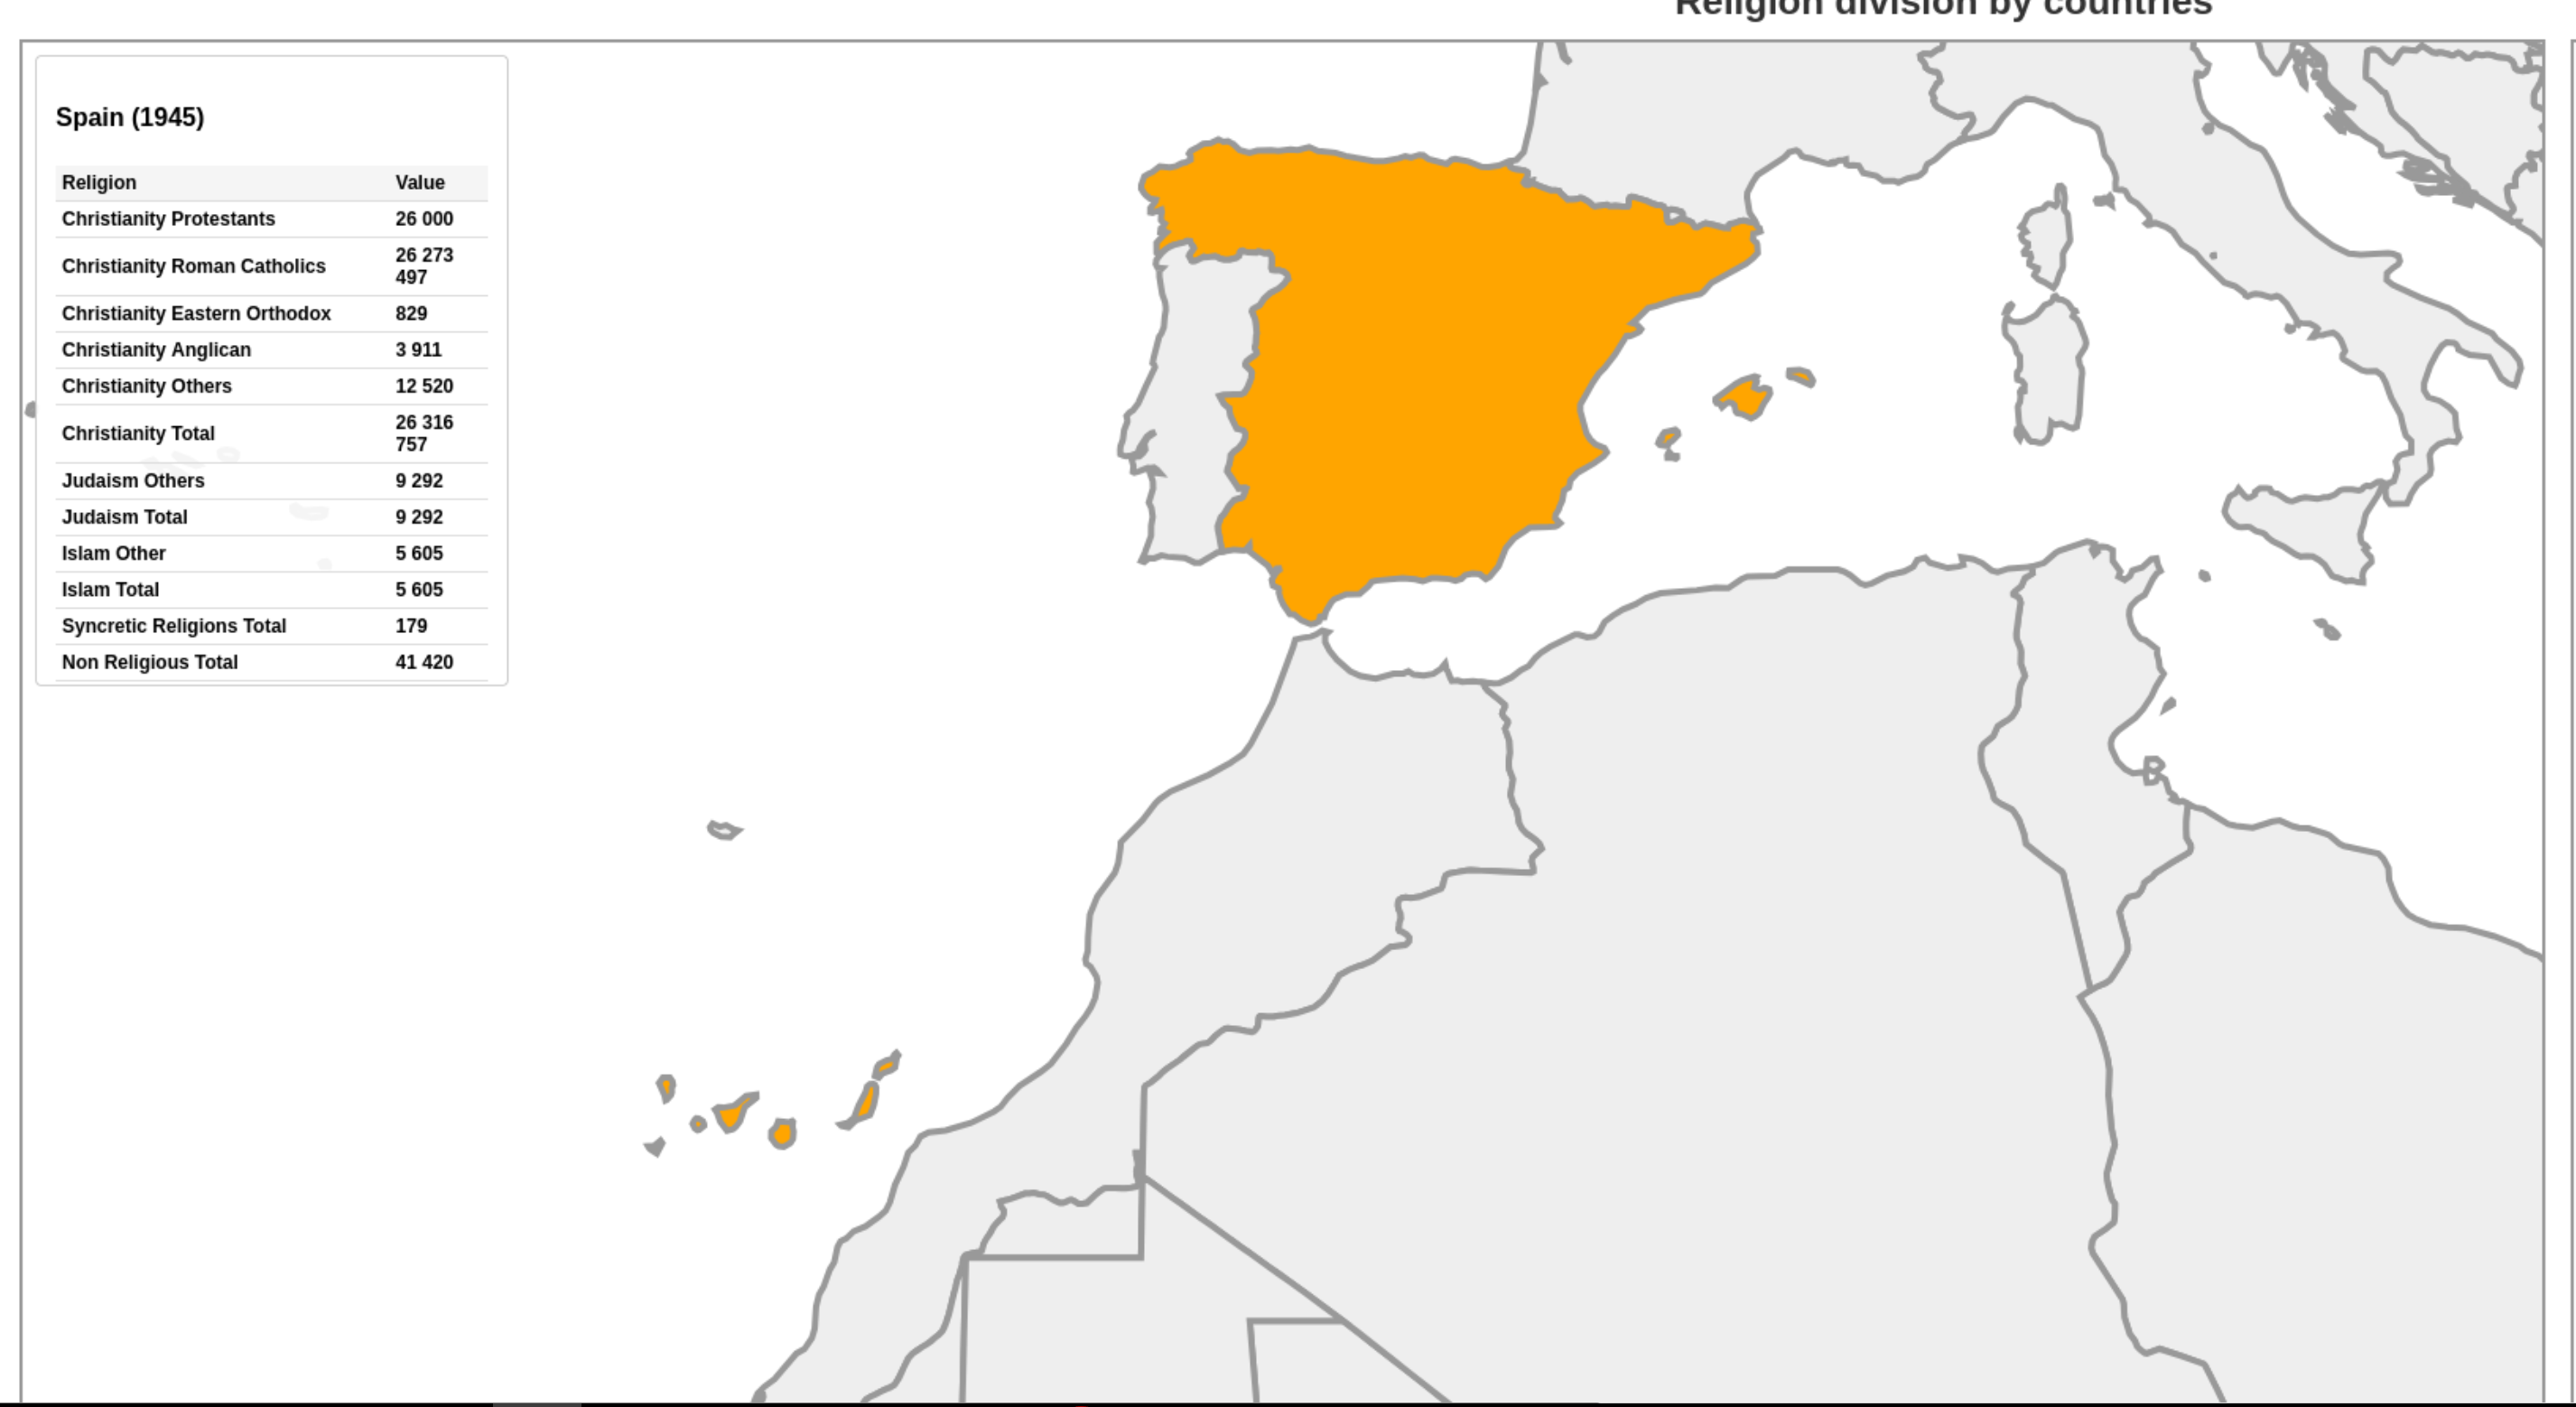 Religion division by countries
Spain (1945)
Religion Value
Christianity Protestants 26 000
Christianity Roman Catholics 26 273
497
Christianity Eastern Orthodox 829
Christianity Anglican 3 911
Christianity Others 12 520
Christianity Total 26 316
757
Judaism Others 9 292
Judaism Total 9 292
Islam Other 5 605
Islam Total 5 605
Syncretic Religions Total 179
Non Religious Total 41 420